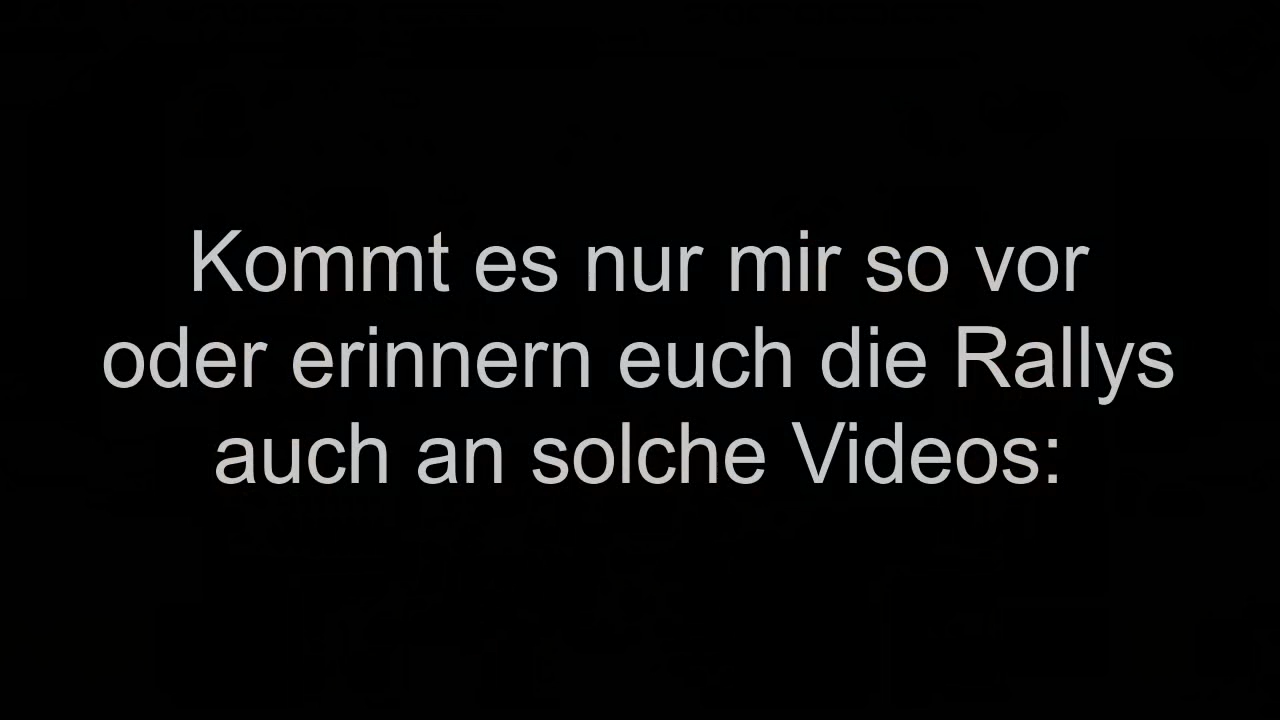 Kommt es nur mir so vor
oder erinnern euch die Rallys
auch an solche Videos: